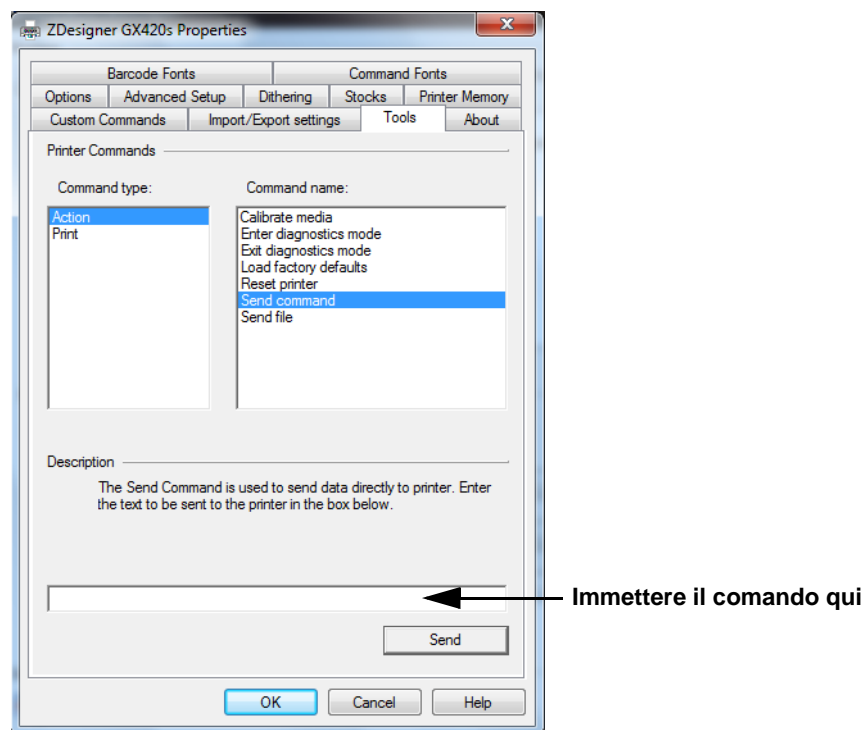 ZDesigner GX420s Properties
Barcode Fonts Command Fonts
Options Advanced Setup Dithering Stocks Printer Memory
Custom Commands Import/Export settings Tools About
Printer Commands
Command type: Command name:
Action
Print
Calibrate media
Enter diagnostics mode
Exit diagnostics mode
Load factory defaults
Reset printer
Send command
Send file
Description
The Send Command is used to send data directly to printer. Enter
the text to be sent to the printer in the box below.
Immettere il comando qui
Send
OK Cancel Help